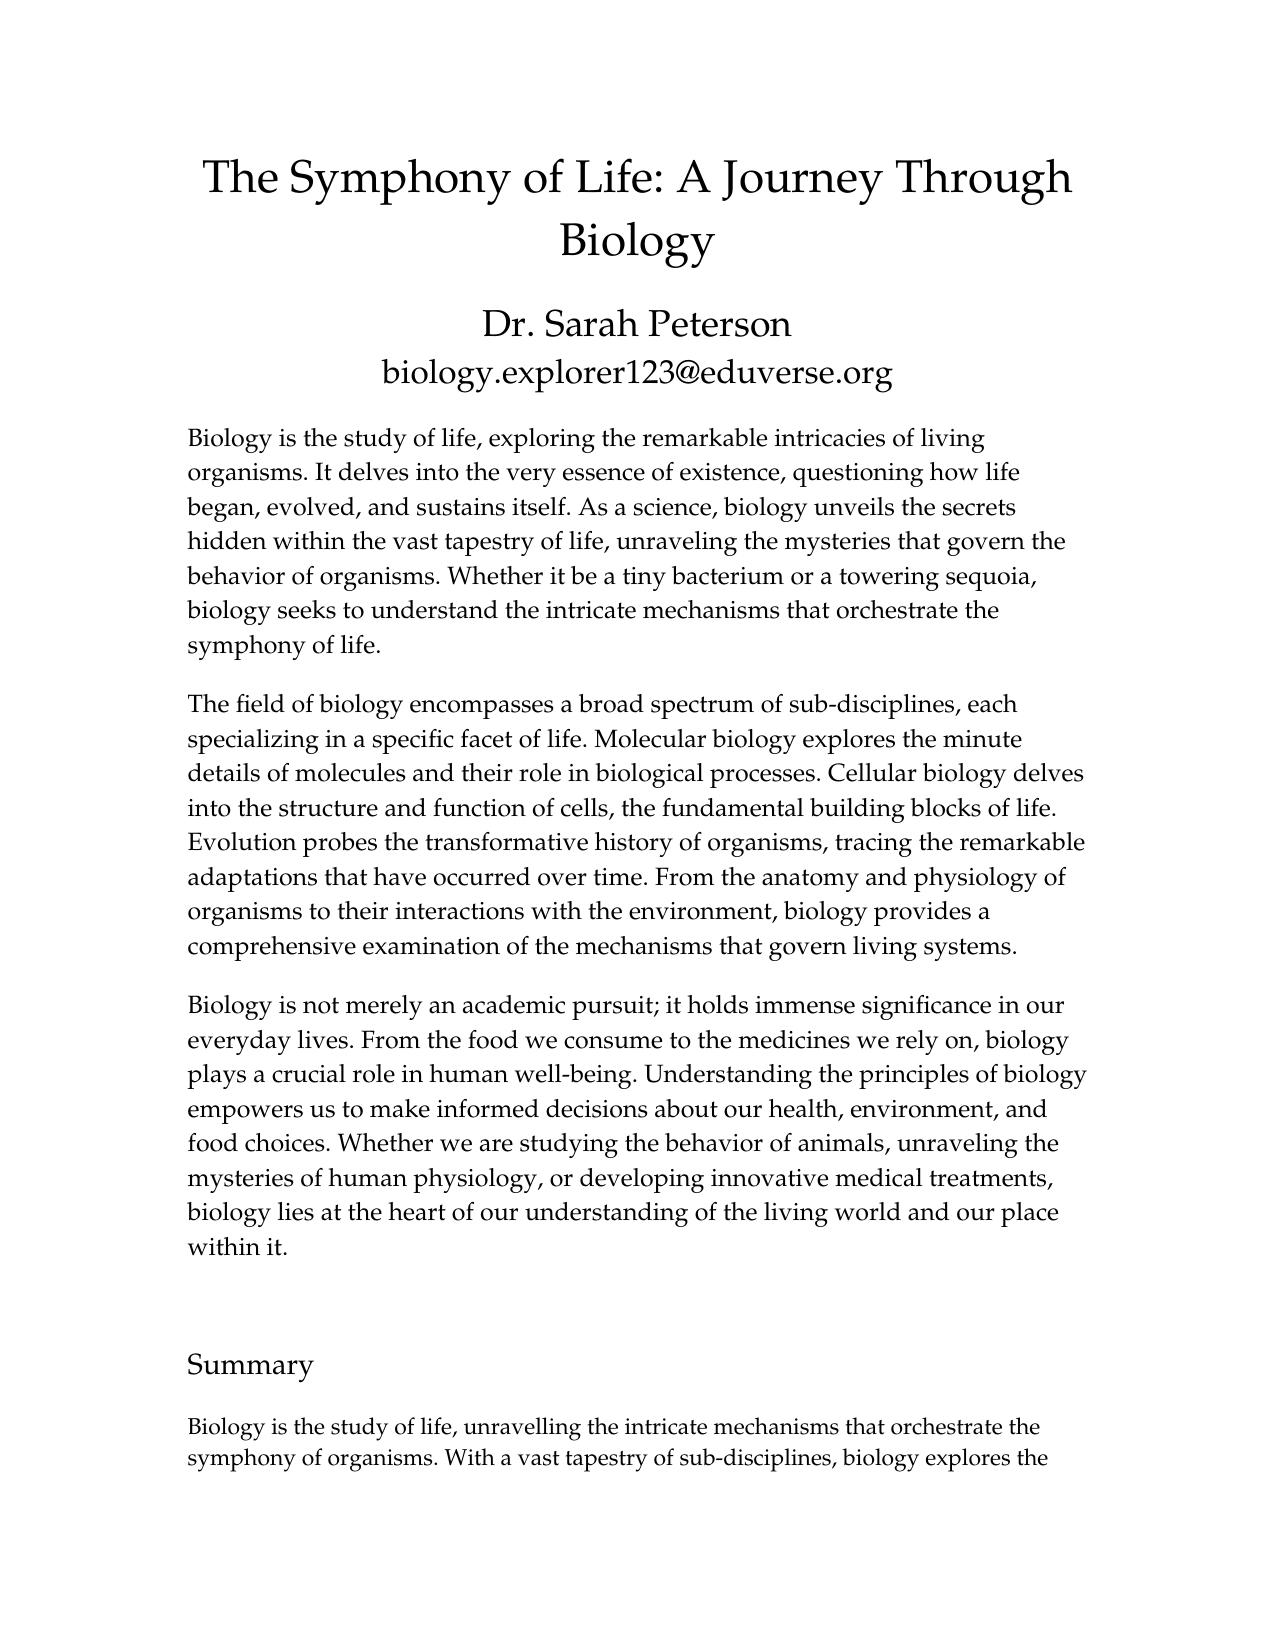 The Symphony of Life: A Journey Through
Biology
Dr. Sarah Peterson
biology.explorer123@eduverse.org
Biology is the study of life, exploring the remarkable intricacies of living
organisms. It delves into the very essence of existence, questioning how life
began, evolved, and sustains itself. As a science, biology unveils the secrets
hidden within the vast tapestry of life, unraveling the mysteries that govern the
behavior of organisms. Whether it be a tiny bacterium or a towering sequoia,
biology seeks to understand the intricate mechanisms that orchestrate the
symphony of life.
The field of biology encompasses a broad spectrum of sub-disciplines, each
specializing in a specific facet of life. Molecular biology explores the minute
details of molecules and their role in biological processes. Cellular biology delves
into the structure and function of cells, the fundamental building blocks of life.
Evolution probes the transformative history of organisms, tracing the remarkable
adaptations that have occurred over time. From the anatomy and physiology of
organisms to their interactions with the environment, biology provides a
comprehensive examination of the mechanisms that govern living systems.
Biology is not merely an academic pursuit; it holds immense significance in our
everyday lives. From the food we consume to the medicines we rely on, biology
plays a crucial role in human well-being. Understanding the principles of biology
empowers us to make informed decisions about our health, environment, and
food choices. Whether we are studying the behavior of animals, unraveling the
mysteries of human physiology, or developing innovative medical treatments,
biology lies at the heart of our understanding of the living world and our place
within it.
Summary
Biology is the study of life, unravelling the intricate mechanisms that orchestrate the
symphony of organisms. With a vast tapestry of sub-disciplines, biology explores the